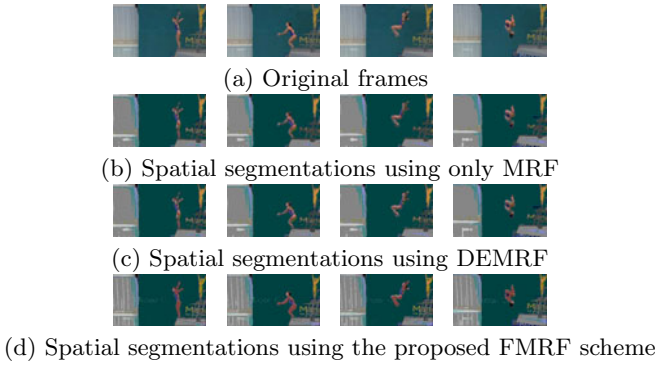 (a) Original frames
(b) Spatial segmentations using only MRF
(c) Spatial segmentations using DEMRF
(d) Spatial segmentations using the proposed FMRF scheme